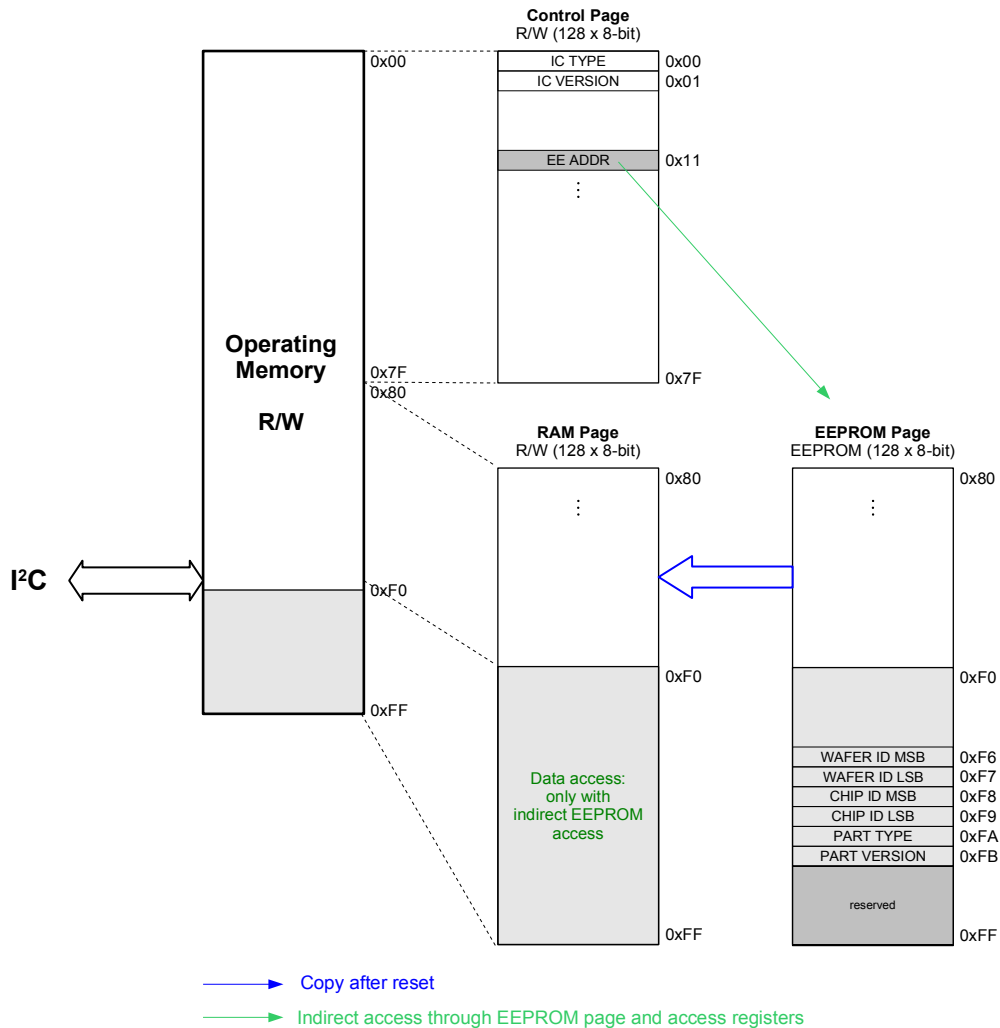 Control Page
R/W (128 x 8-bit)
0x00
IC TYPE
0x00
IC VERSION
0x01
EE ADDR
0x11
⋮
Operating
Memory
R/W
0x7F
0x80
0x7F
RAM Page
R/W (128 x 8-bit)
EEPROM Page
EEPROM (128 x 8-bit)
0x80
0x80
⋮
⋮
I²C
0xF0
0xF0
0xF0
0xFF
Data access:
only with
indirect EEPROM
access
WAFER ID MSB
0xF6
WAFER ID LSB
0xF7
CHIP ID MSB
0xF8
CHIP ID LSB
0xF9
PART TYPE
0xFA
PART VERSION
0xFB
reserved
0xFF
0xFF
Copy after reset
Indirect access through EEPROM page and access registers